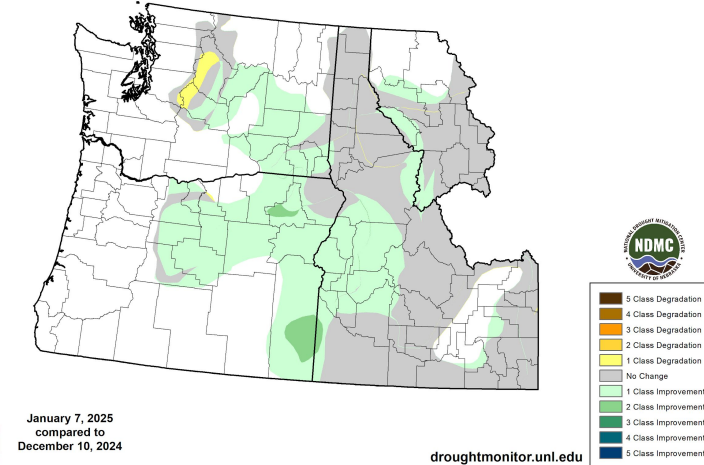 NATIONAL DROUGHT MITIGATION CENTER
NDMC
UNIVERSITY OF NEBRASKA
5 Class Degradation
4 Class Degradation
3 Class Degradation
2 Class Degradation
1 Class Degradation
No Change
1 Class Improvement
2 Class Improvement
3 Class Improvement
4 Class Improvement
5 Class Improvement
January 7, 2025
compared to
December 10, 2024
droughtmonitor.unl.edu